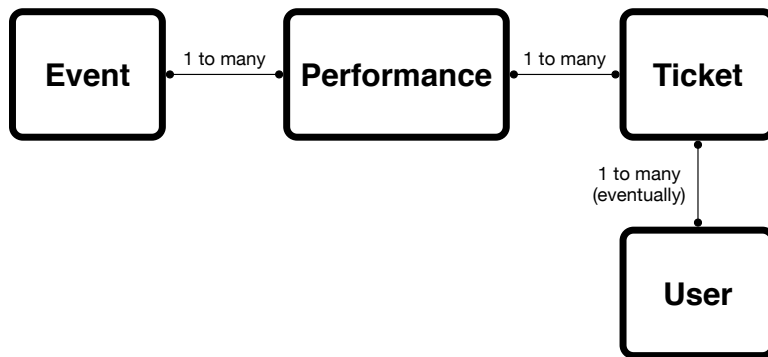 Event
1 to many
Performance
1 to many
Ticket
1 to many
(eventually)
User